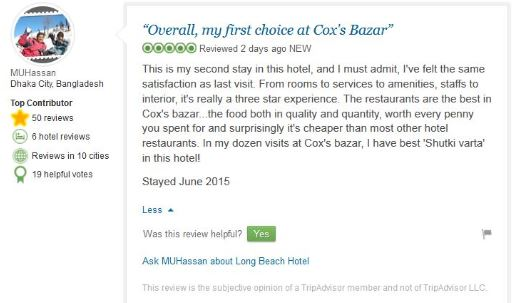 MUHassan
Dhaka City, Bangladesh
Top Contributor
50 reviews
6 hotel reviews
Reviews in 10 cities
19 helpful votes
“Overall, my first choice at Cox’s Bazar”
Reviewed 2 days ago NEW
This is my second stay in this hotel, and I must admit, I've felt the same
satisfaction as last visit. From rooms to services to amenities, staffs to
interior, it's really a three star experience. The restaurants are the best in
Cox's bazar...the food both in quality and quantity, worth every penny
you spent for and surprisingly it's cheaper than most other hotel
restaurants. In my dozen visits at Cox's bazar, I have best 'Shutki varta'
in this hotel!
Stayed June 2015
Less
Was this review helpful? Yes
Ask MUHassan about Long Beach Hotel
This review is the subjective opinion of a TripAdvisor member and not of TripAdvisor LLC.